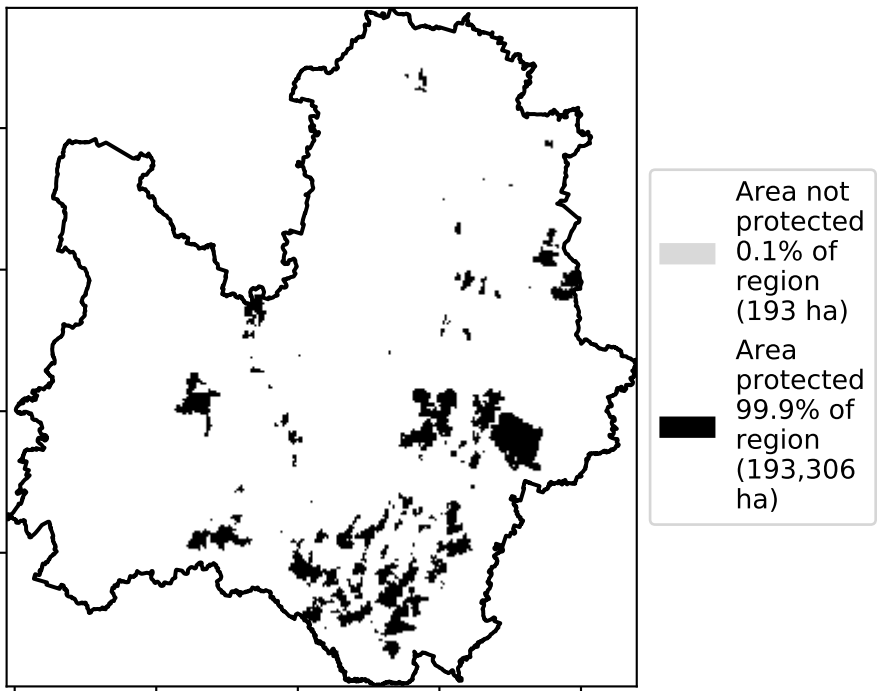 Area not
protected
0.1% of
region
(193 ha)
Area
protected
99.9% of
region
(193,306
ha)